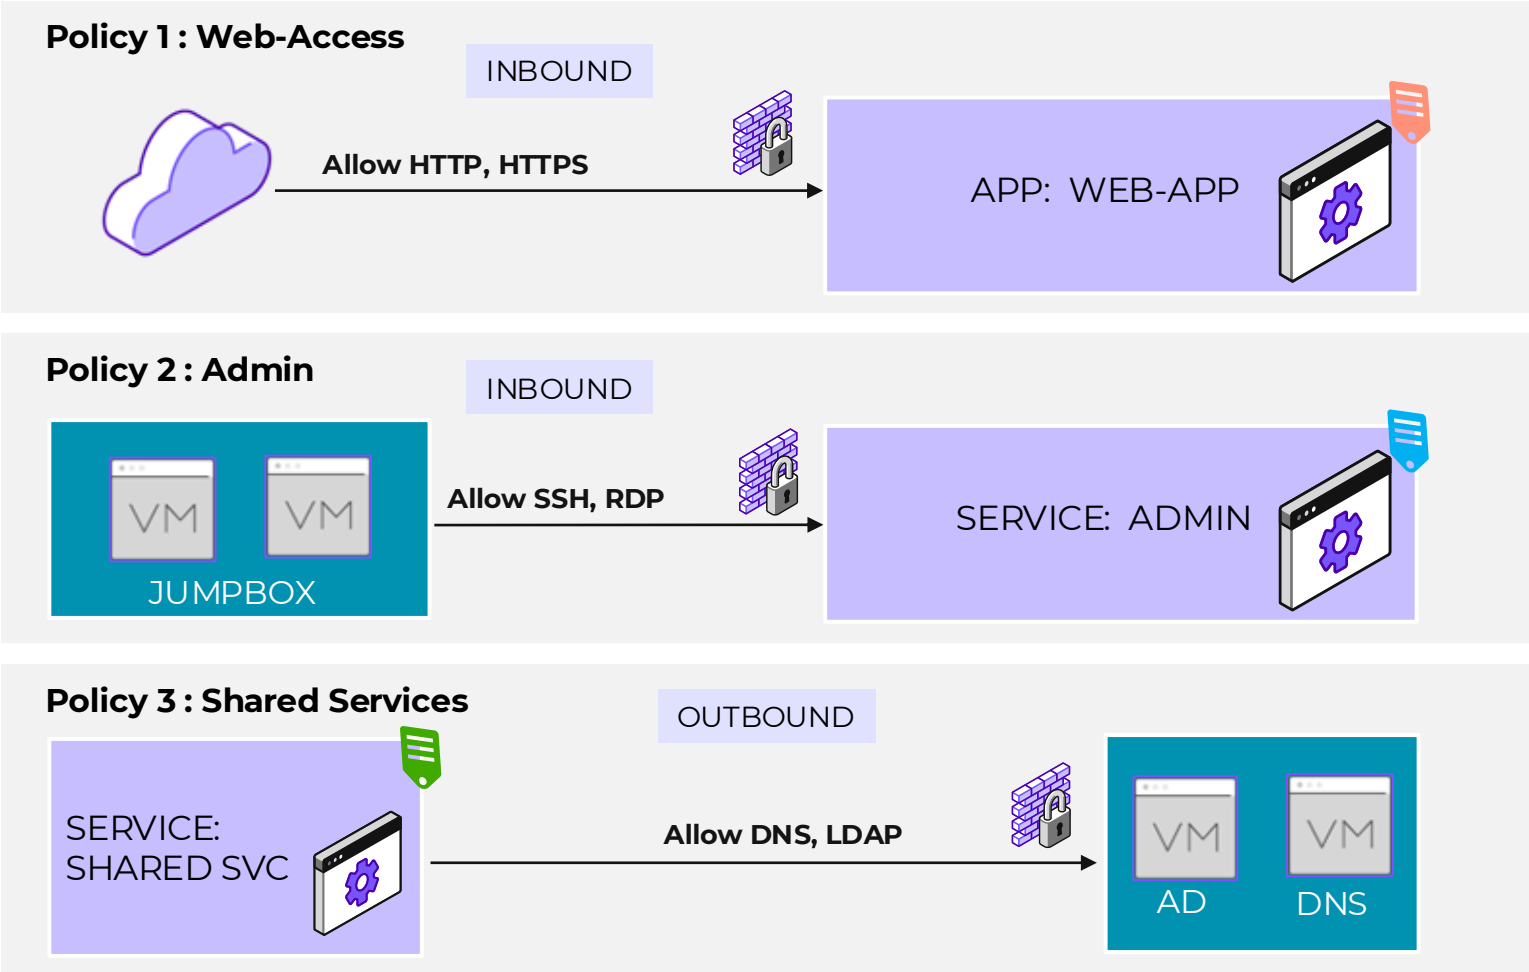 Policy 1 : Web-Access
INBOUND
Allow HTTP, HTTPS
APP: WEB-APP
Policy 2 : Admin
INBOUND
VM
VM
JUMPBOX
Allow SSH, RDP
SERVICE: ADMIN
Policy 3 : Shared Services
OUTBOUND
SERVICE:
SHARED SVC
Allow DNS, LDAP
VM
VM
AD
DNS